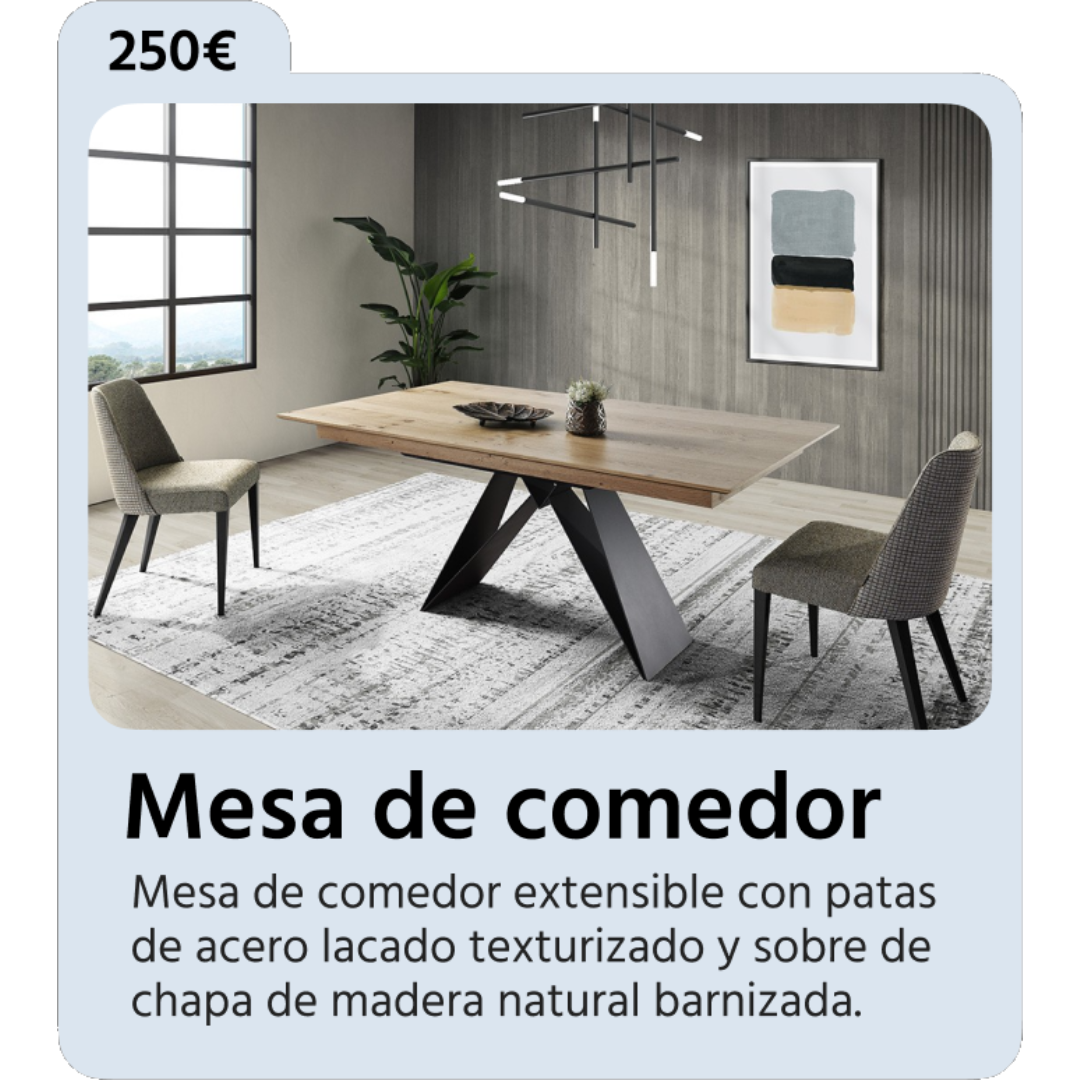 250€
Mesa de comedor
Mesa de comedor extensible con patas
de acero lacado texturizado y sobre de
chapa de madera natural barnizada.